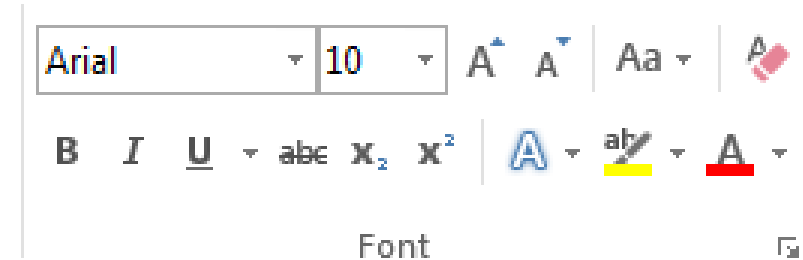 Arial 10 A A Aa A
B I U abc X₂ X² A ab A
Font